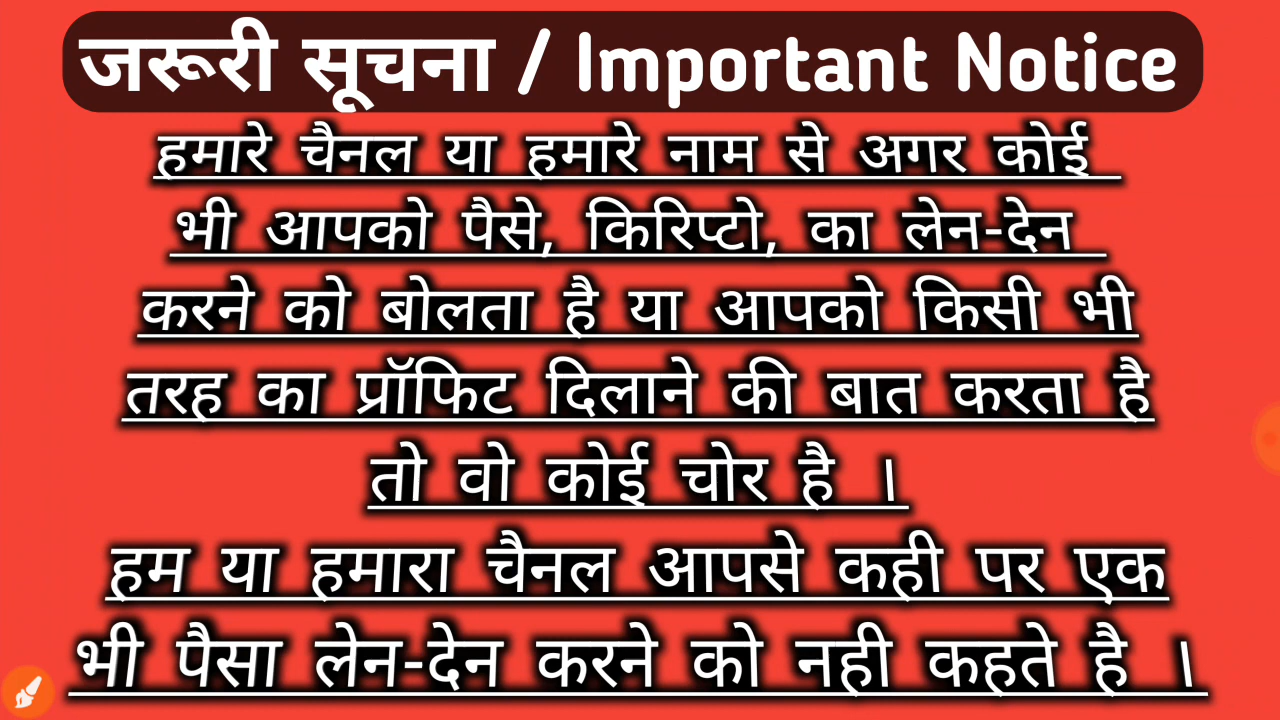 जरूरी सूचना / Important Notice
हमारे चैनल या हमारे नाम से अगर कोई
भी आपको पैसे, किरिप्टो, का लेन-देन
करने को बोलता है या आपको किसी भी
तरह का प्रॉफिट दिलाने की बात करता है
तो वो कोई चोर है ।
हम या हमारा चैनल आपसे कही पर एक
भी पैसा लेन-देन करने को नही कहते है ।